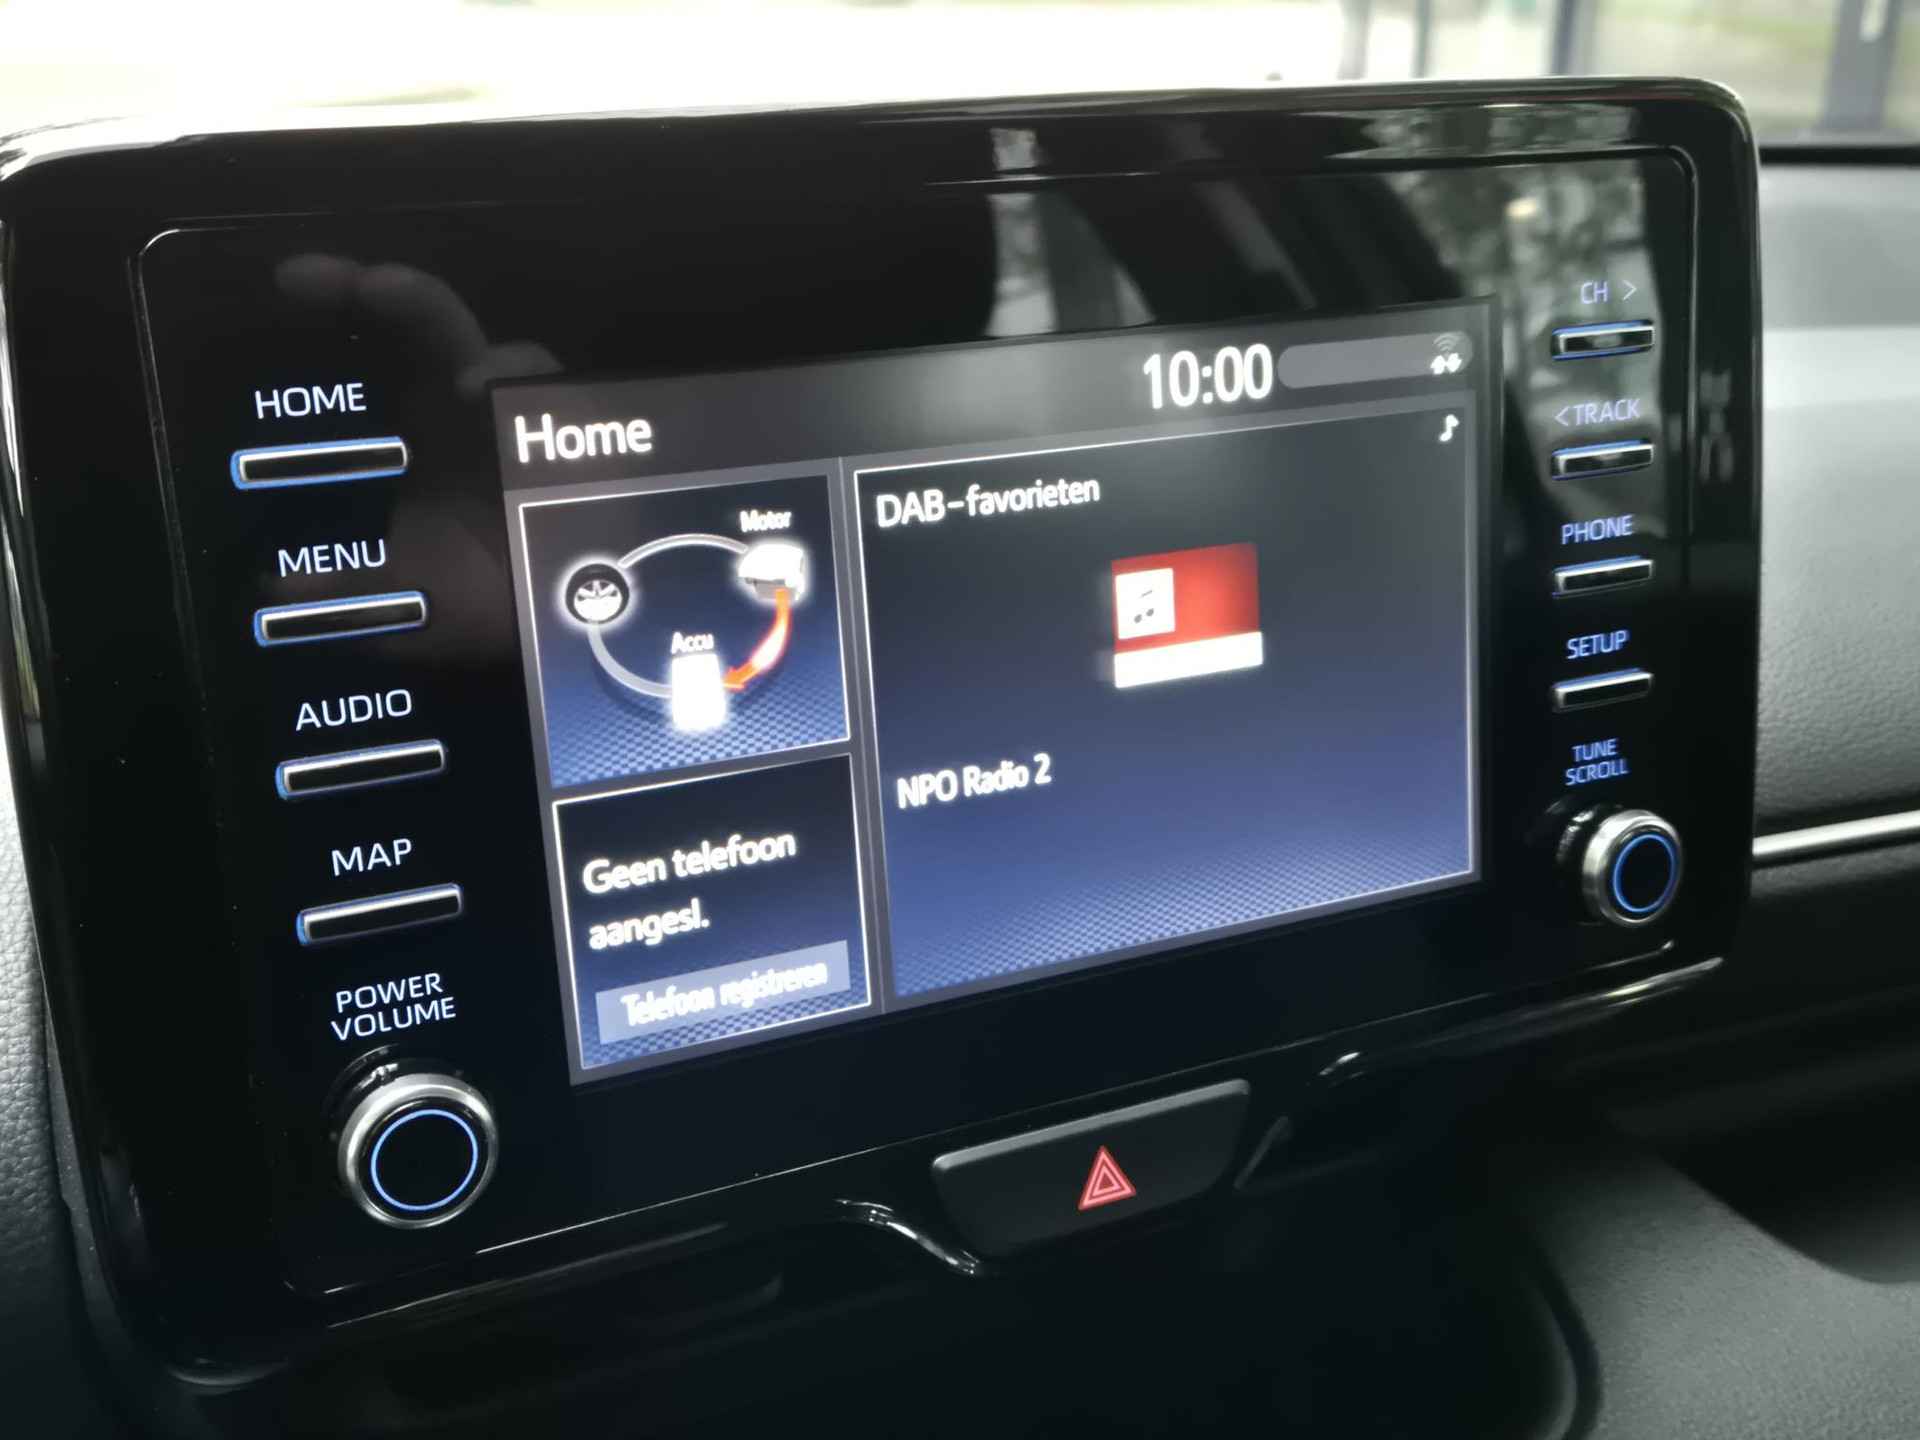 HOME
MENU
AUDIO
MAP
POWER
VOLUME
Home
10:00
Motor
Accu
Geen telefoon
aangesl.
Telefoon registreren
DAB-favorieten
NPO Radio 2
CH >
<TRACK
PHONE
SETUP
TUNE
SCROLL